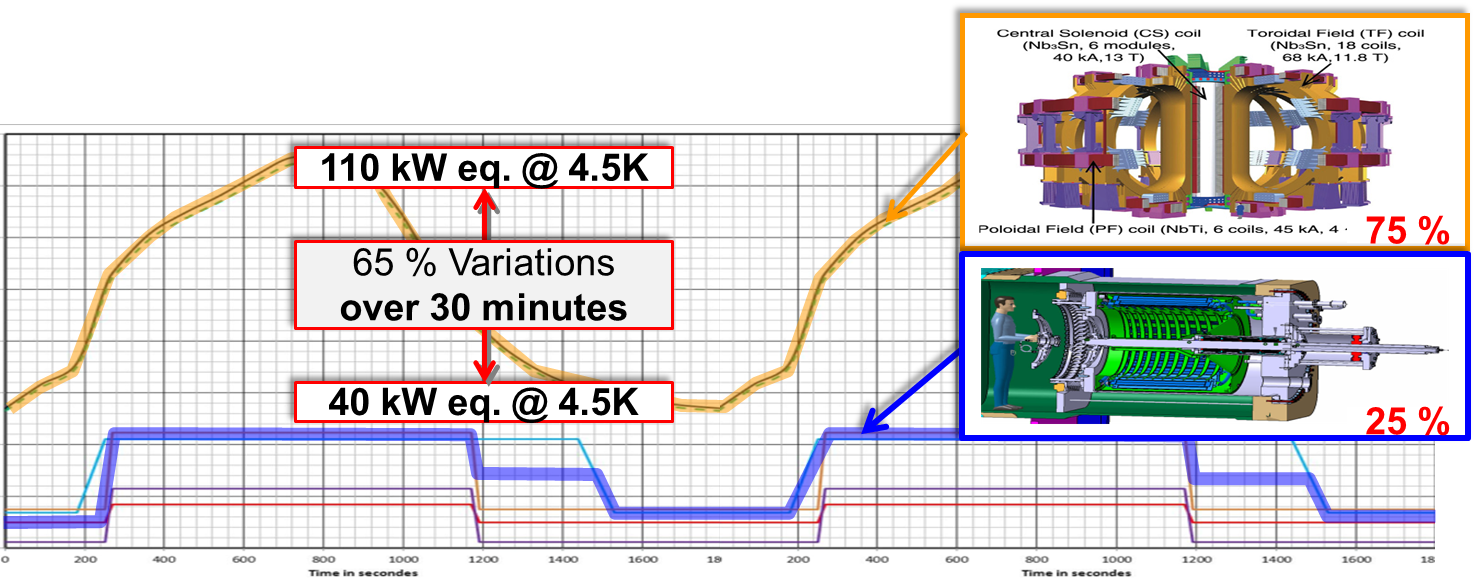 Central Solenoid (CS) coil
(Nb₃Sn, 6 modules,
40 kA,13 T)
Toroidal Field (TF) coil
(Nb₃Sn, 18 coils,
68 kA,11.8 T)
110 kW eq. @ 4.5K
65 % Variations
over 30 minutes
40 kW eq. @ 4.5K
Poloidal Field (PF) coil (NbTi, 6 coils, 45 kA, 4
75 %
25 %
0 200 400 600 800 1000 1200 1400 1600 18 200 400 600 800 1000 1200 1400 1600 18
Time in secondes
Time in secondes